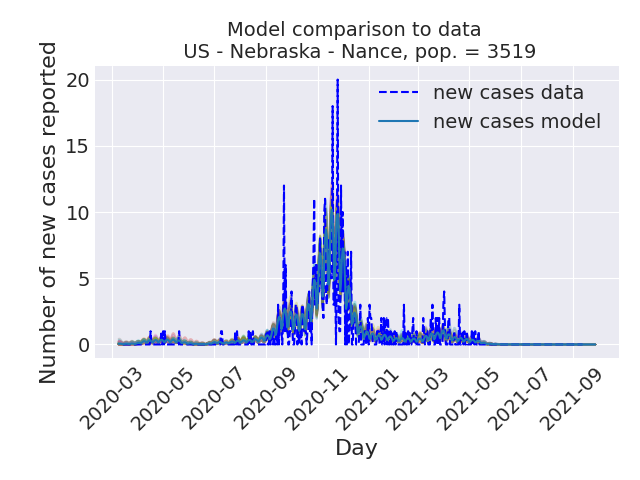 Model comparison to data
US - Nebraska - Nance, pop. = 3519
Number of new cases reported
20
15
10
5
0
new cases data
new cases model
2020-03
2020-05
2020-07
2020-09
2020-11
2021-01
2021-03
2021-05
2021-07
2021-09
Day